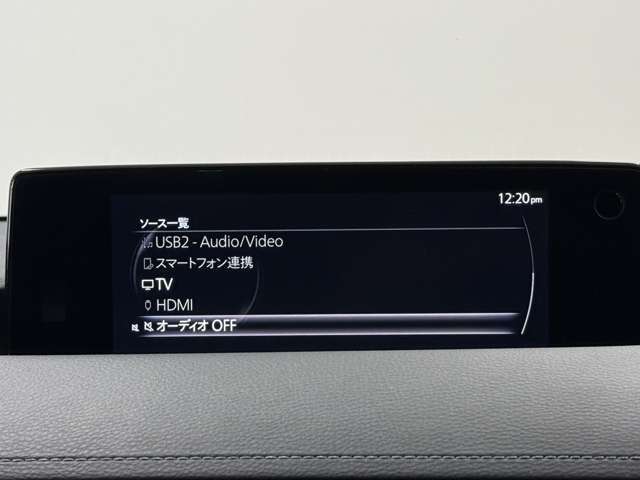 12:20pm
ソース一覧
USB2 - Audio/Video
スマートフォン連携
TV
HDMI
オーディオ OFF